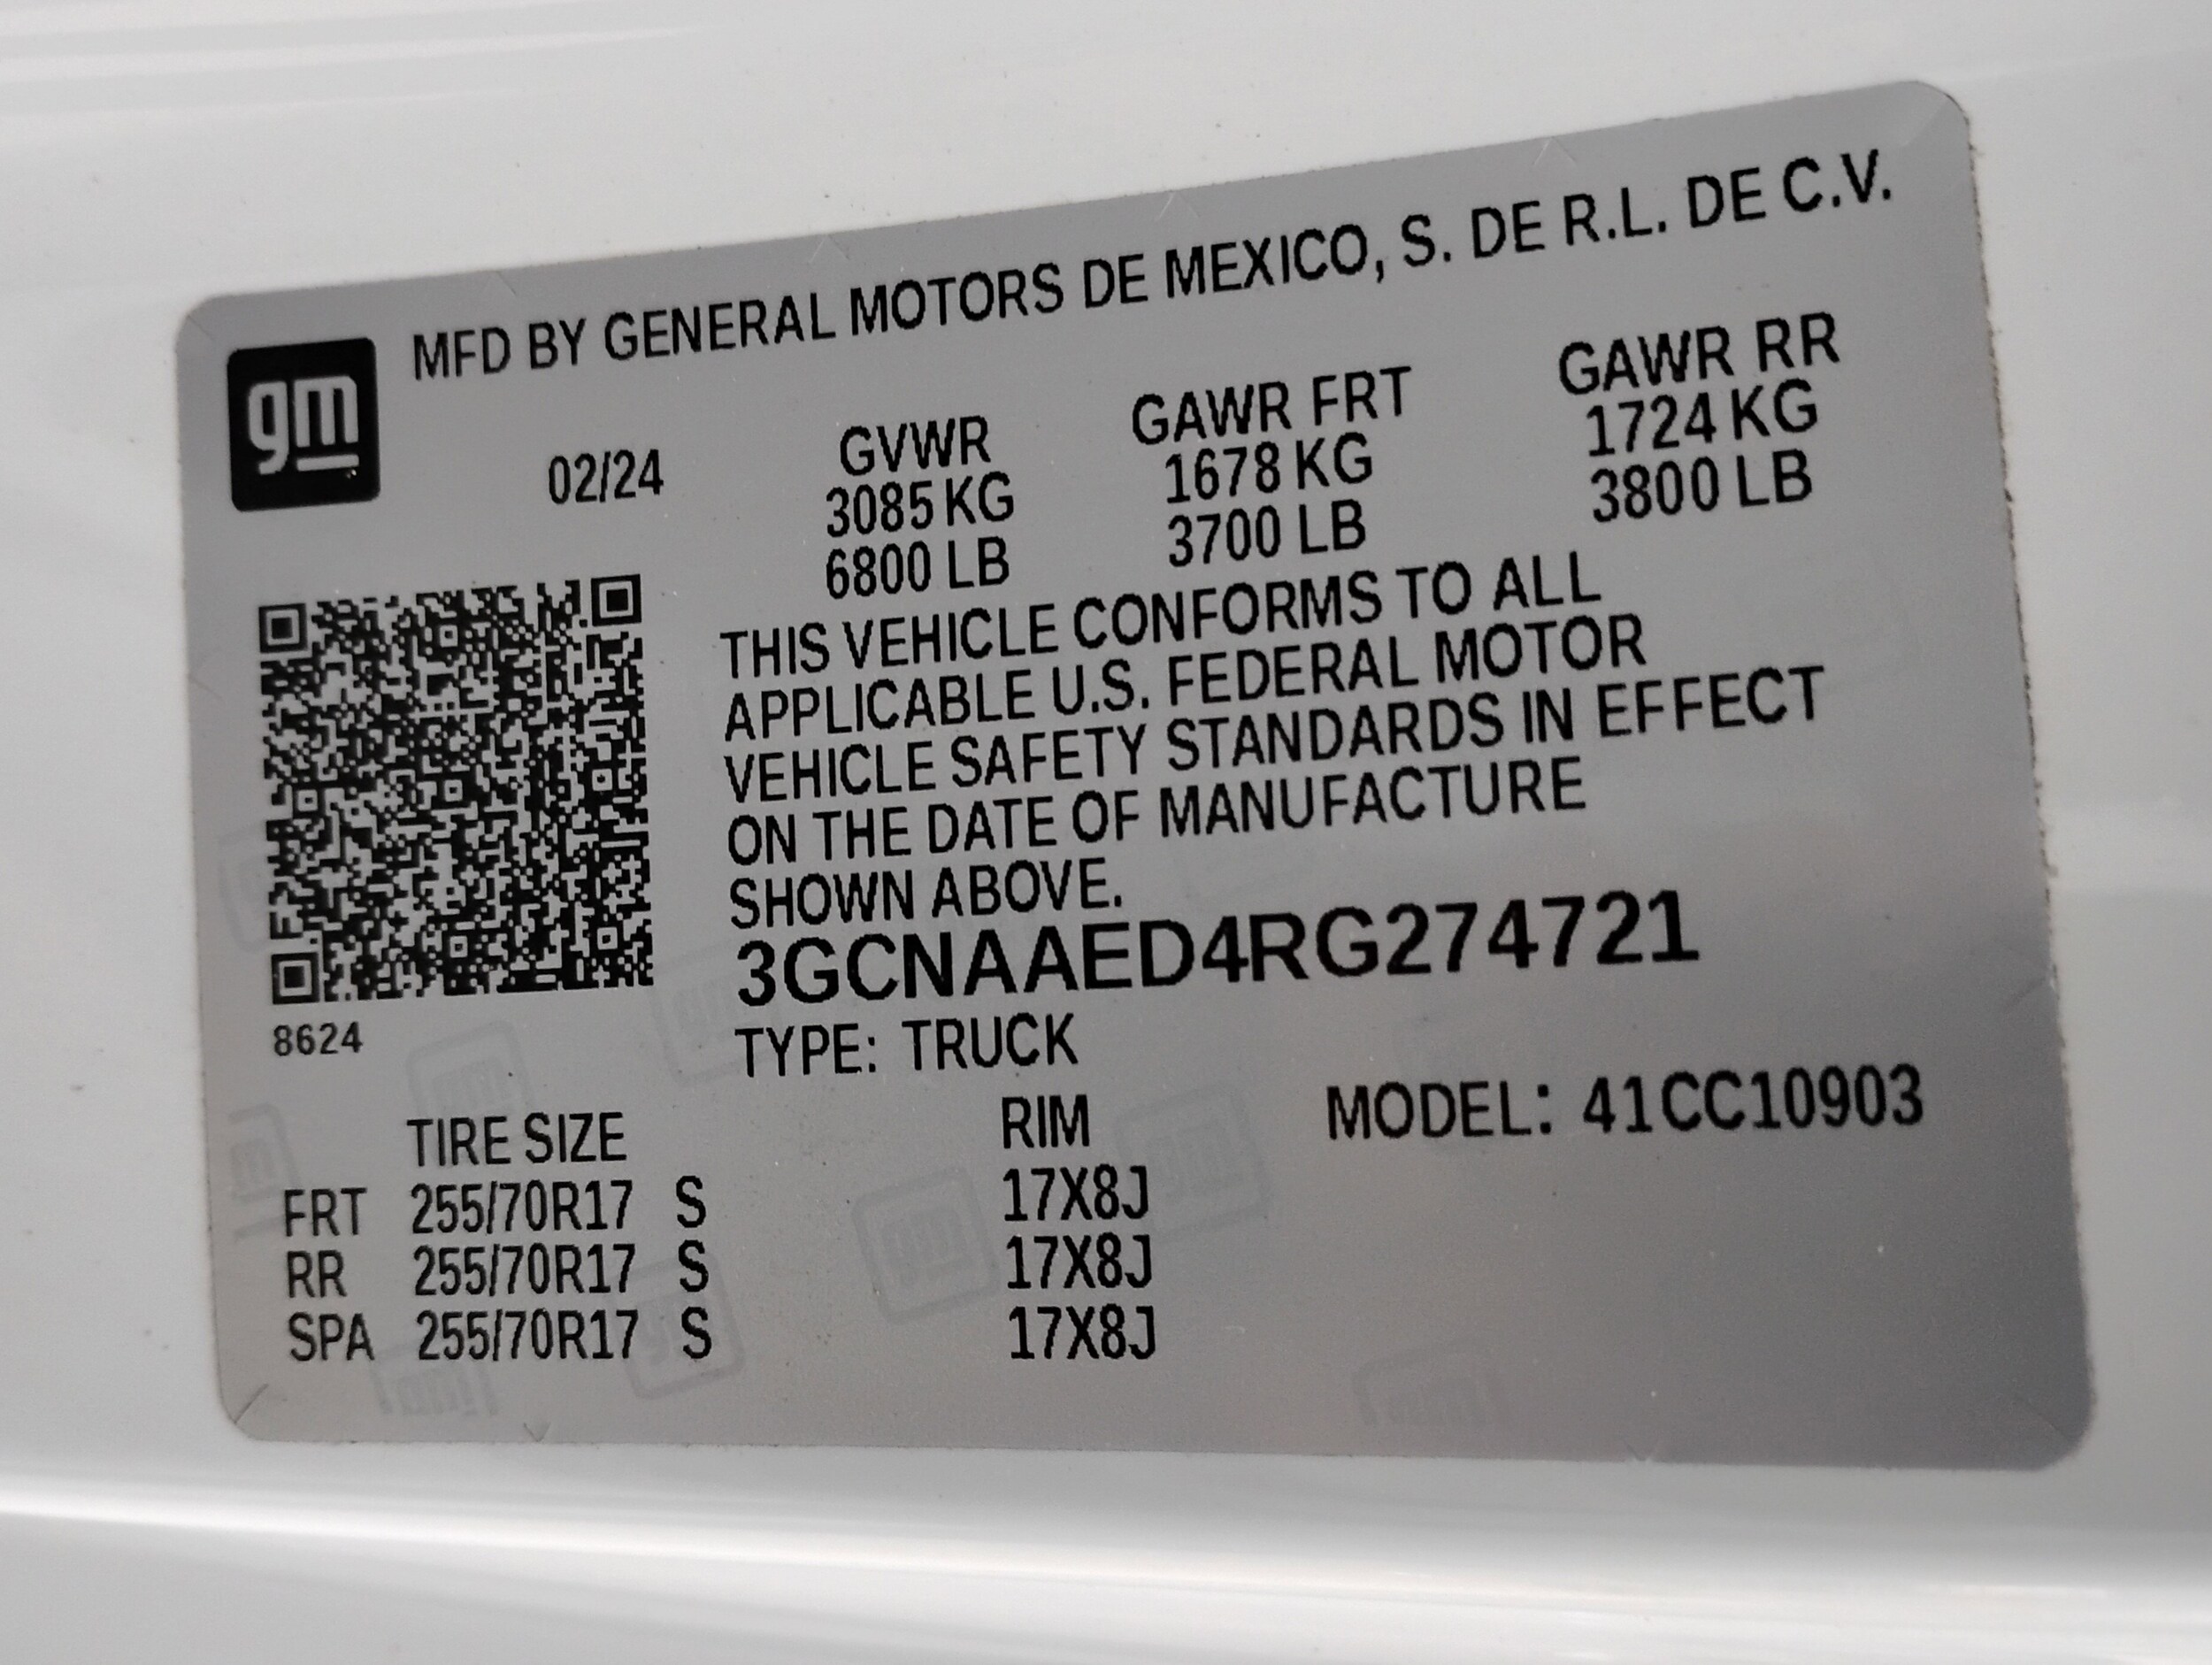 gm
MFD BY GENERAL MOTORS DE MEXICO, S. DE R.L. DE C.V.
02/24
GVWR GAWR FRT GAWR RR
3085 KG 1678 KG 1724 KG
6800 LB 3700 LB 3800 LB
THIS VEHICLE CONFORMS TO ALL
APPLICABLE U.S. FEDERAL MOTOR
VEHICLE SAFETY STANDARDS IN EFFECT
ON THE DATE OF MANUFACTURE
SHOWN ABOVE.
3GCNAAED4RG274721
8624
TYPE: TRUCK
TIRE SIZE RIM MODEL: 41CC10903
FRT 255/70R17 S 17X8J
RR 255/70R17 S 17X8J
SPA 255/70R17 S 17X8J